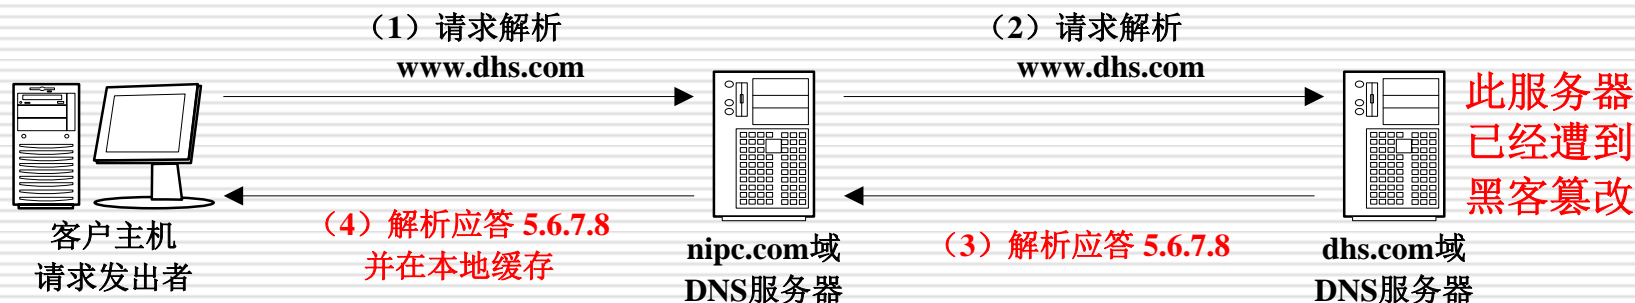 （1）请求解析
www.dhs.com
（2）请求解析
www.dhs.com
此服务器
已经遭到
黑客篡改
（4）解析应答 5.6.7.8
并在本地缓存
（3）解析应答 5.6.7.8
客户主机
请求发出者
nipc.com域
DNS服务器
dhs.com域
DNS服务器